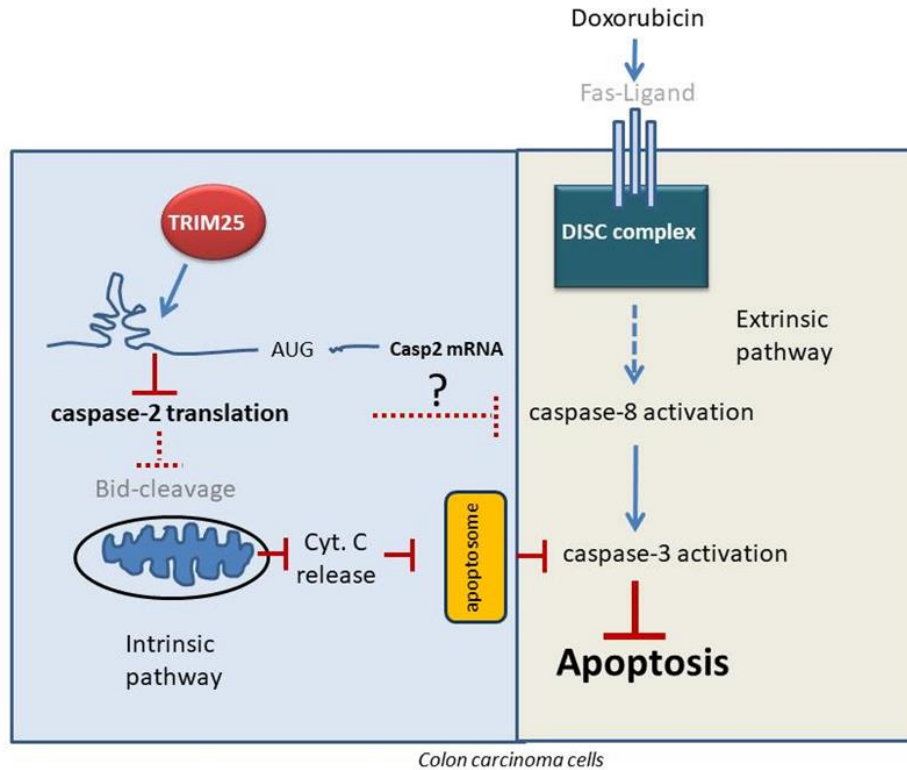 Doxorubicin
Fas-Ligand
TRIM25
DISC complex
Extrinsic
pathway
AUG
Casp2 mRNA
?
caspase-2 translation
caspase-8 activation
Bid-cleavage
Cyt. C
release
apoptosome
caspase-3 activation
Intrinsic
pathway
Apoptosis
Colon carcinoma cells